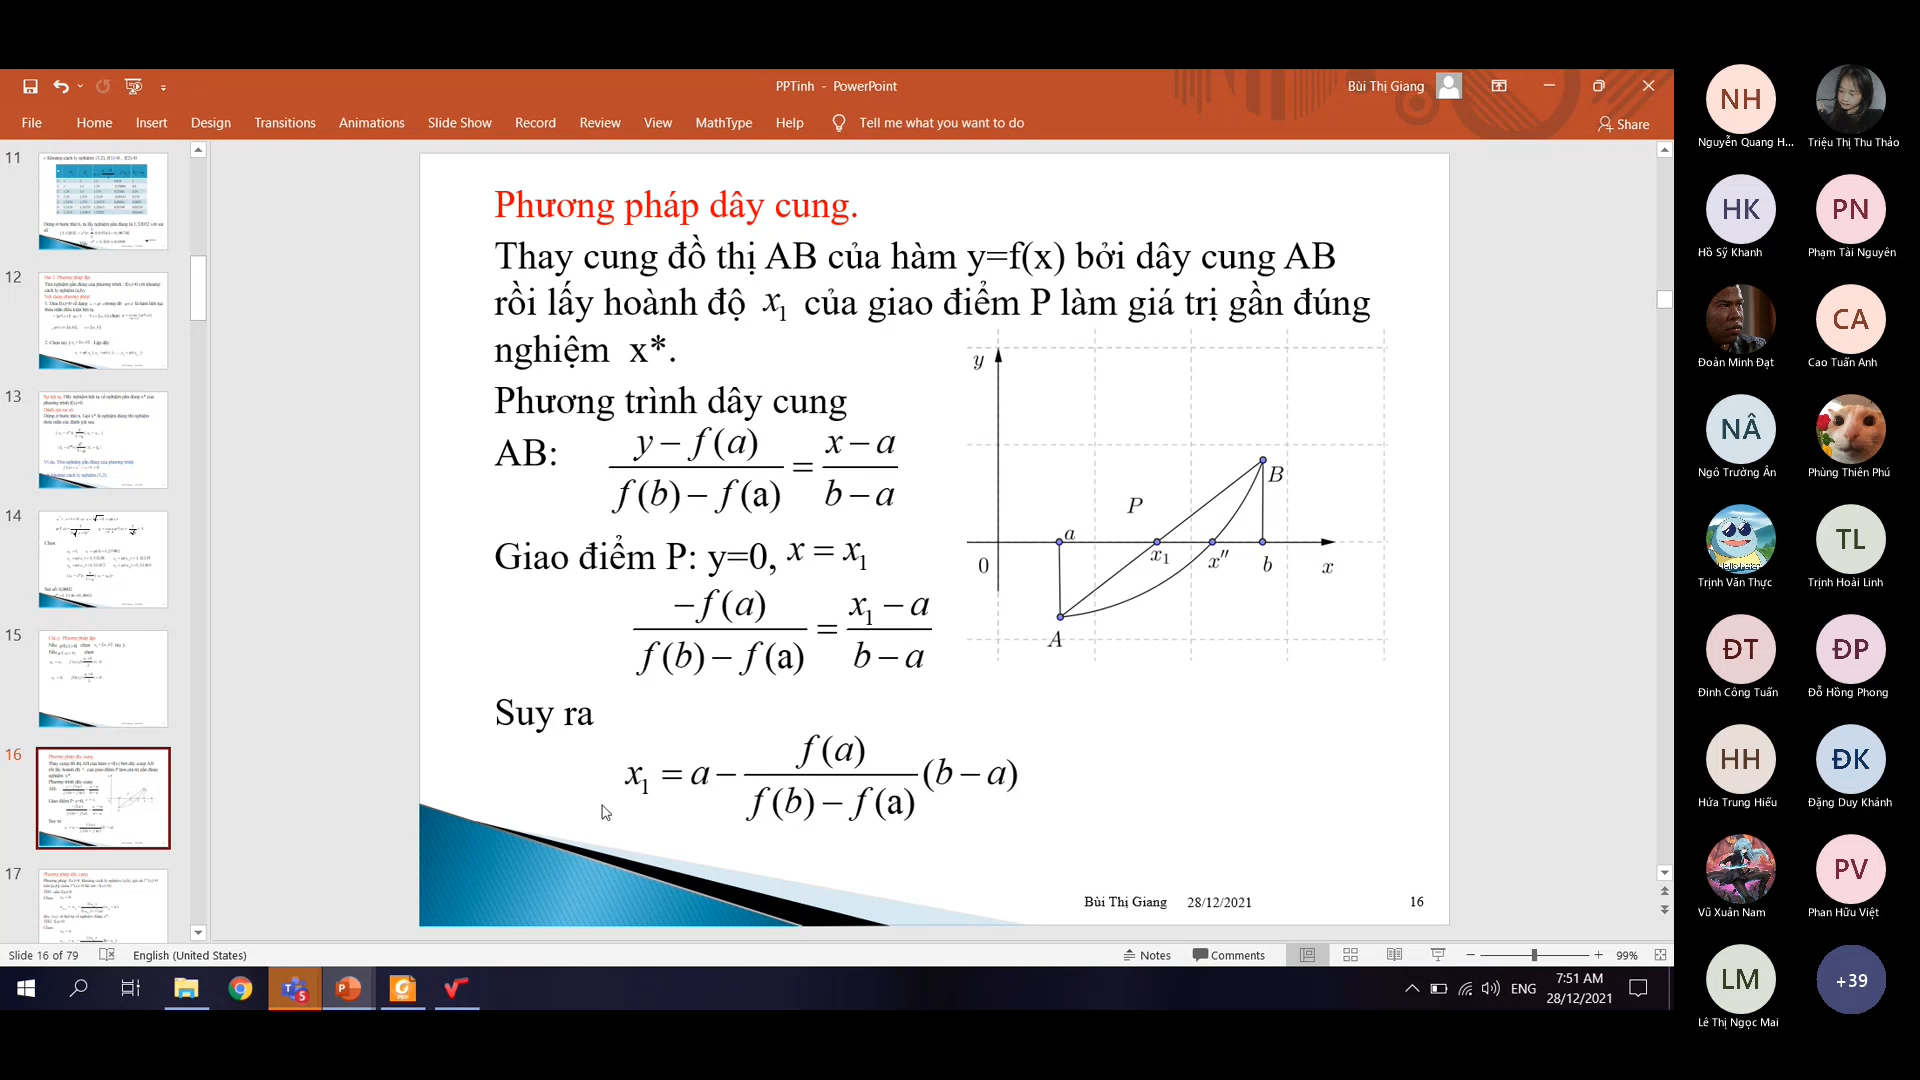 PPTinh - PowerPoint
Bùi Thị Giang
File Home Insert Design Transitions Animations Slide Show Record Review View MathType Help Tell me what you want to do Share
11
12
13
14
15
16
17
Phương pháp dây cung.
Thay cung đồ thị AB của hàm y=f(x) bởi dây cung AB
rồi lấy hoành độ x₁ của giao điểm P làm giá trị gần đúng
nghiệm x*.
Phương trình dây cung
AB: (y − f(a))/(f(b) − f(a)) = (x − a)/(b − a)
Giao điểm P: y=0, x = x₁
−f(a)/(f(b) − f(a)) = (x₁ − a)/(b − a)
Suy ra
x₁ = a − f(a)/(f(b) − f(a)) (b − a)
y
B
P
a
0 x₁ x″ b x
A
Bùi Thị Giang 28/12/2021 16
Slide 16 of 79 English (United States) Notes Comments 99%
ENG
7:51 AM
28/12/2021
NH
Nguyễn Quang H...
Triệu Thị Thu Thảo
HK
Hồ Sỹ Khanh
PN
Phạm Tài Nguyên
Đoàn Minh Đạt
CA
Cao Tuấn Anh
NÂ
Ngô Trường Ân
Phùng Thiên Phú
Trịnh Văn Thực
TL
Trịnh Hoài Linh
ĐT
Đinh Công Tuấn
ĐP
Đỗ Hồng Phong
HH
Hứa Trung Hiếu
ĐK
Đặng Duy Khánh
Vũ Xuân Nam
PV
Phan Hữu Việt
LM
Lê Thị Ngọc Mai
+39